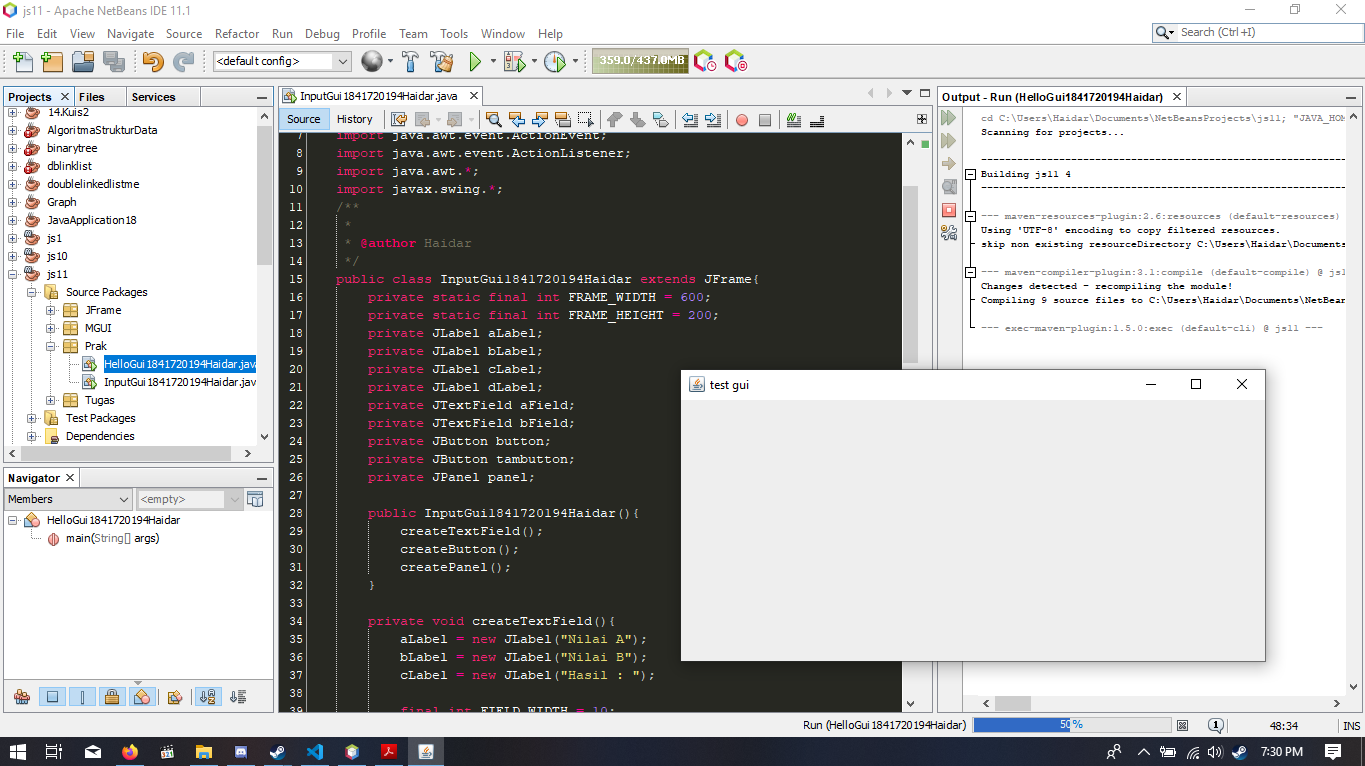 js11 - Apache NetBeans IDE 11.1
File Edit View Navigate Source Refactor Run Debug Profile Team Tools Window Help
Search (Ctrl +I)
<default config>
359.0/437.0MB
Projects
Files
Services
14.Kuis2
AlgoritmaStrukturData
binarytree
dblinklist
doublelinkedlistme
Graph
JavaApplication18
js1
js10
js11
Source Packages
JFrame
MGUI
Prak
HelloGui1841720194Haidar.java
InputGui1841720194Haidar.java
Tugas
Test Packages
Dependencies
Navigator
Members
<empty>
HelloGui1841720194Haidar
main(String[] args)
InputGui1841720194Haidar.java
Source History
7 import java.awt.event.ActionEvent;
8 import java.awt.event.ActionListener;
9 import java.awt.*;
10 import javax.swing.*;
11 /**
12 *
13 * @author Haidar
14 */
15 public class InputGui1841720194Haidar extends JFrame{
16 private static final int FRAME_WIDTH = 600;
17 private static final int FRAME_HEIGHT = 200;
18 private JLabel aLabel;
19 private JLabel bLabel;
20 private JLabel cLabel;
21 private JLabel dLabel;
22 private JTextField aField;
23 private JTextField bField;
24 private JButton button;
25 private JButton tambutton;
26 private JPanel panel;
27
28 public InputGui1841720194Haidar(){
29 createTextField();
30 createButton();
31 createPanel();
32 }
33
34 private void createTextField(){
35 aLabel = new JLabel("Nilai A");
36 bLabel = new JLabel("Nilai B");
37 cLabel = new JLabel("Hasil : ");
38
39 final int FIELD_WIDTH = 10;
Output - Run (HelloGui1841720194Haidar)
cd C:\Users\Haidar\Documents\NetBeansProjects\js11; "JAVA_HOM
Scanning for projects...
------------------------------------------------------------
Building js11 4
------------------------------------------------------------
--- maven-resources-plugin:2.6:resources (default-resources)
Using 'UTF-8' encoding to copy filtered resources.
skip non existing resourceDirectory C:\Users\Haidar\Documents
--- maven-compiler-plugin:3.1:compile (default-compile) @ js1
Changes detected - recompiling the module!
Compiling 9 source files to C:\Users\Haidar\Documents\NetBean
--- exec-maven-plugin:1.5.0:exec (default-cli) @ js11 ---
test gui
Run (HelloGui1841720194Haidar)
50%
1
48:34
INS
7:30 PM